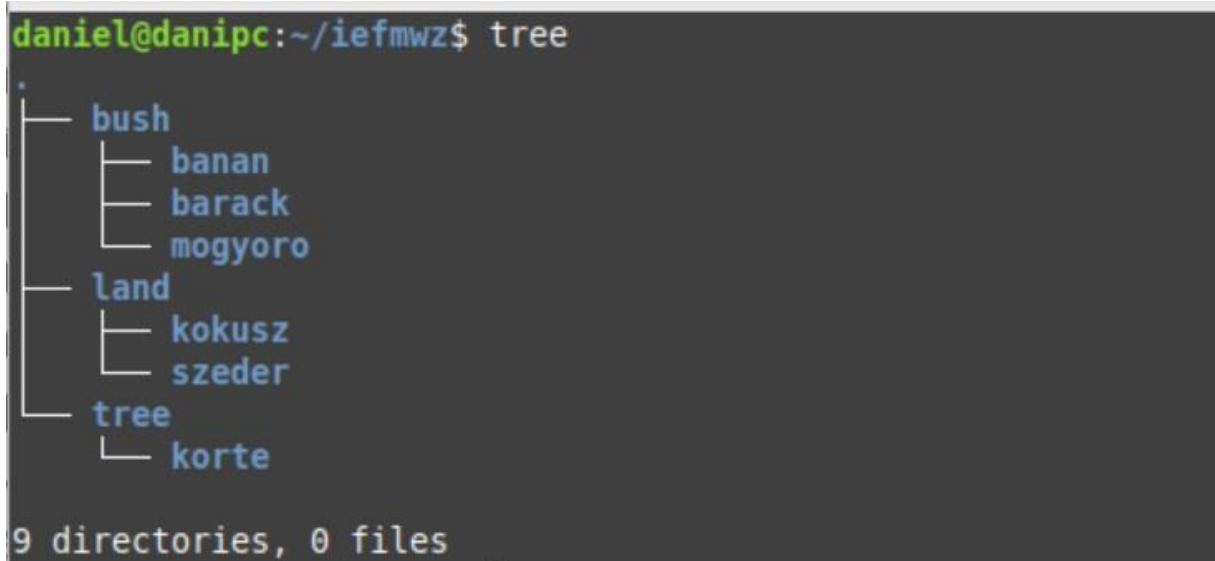 daniel@danipc:~/iefmwz$ tree
.
├── bush
│   ├── banan
│   ├── barack
│   └── mogyoro
├── land
│   ├── kokusz
│   └── szeder
└── tree
    └── korte

9 directories, 0 files